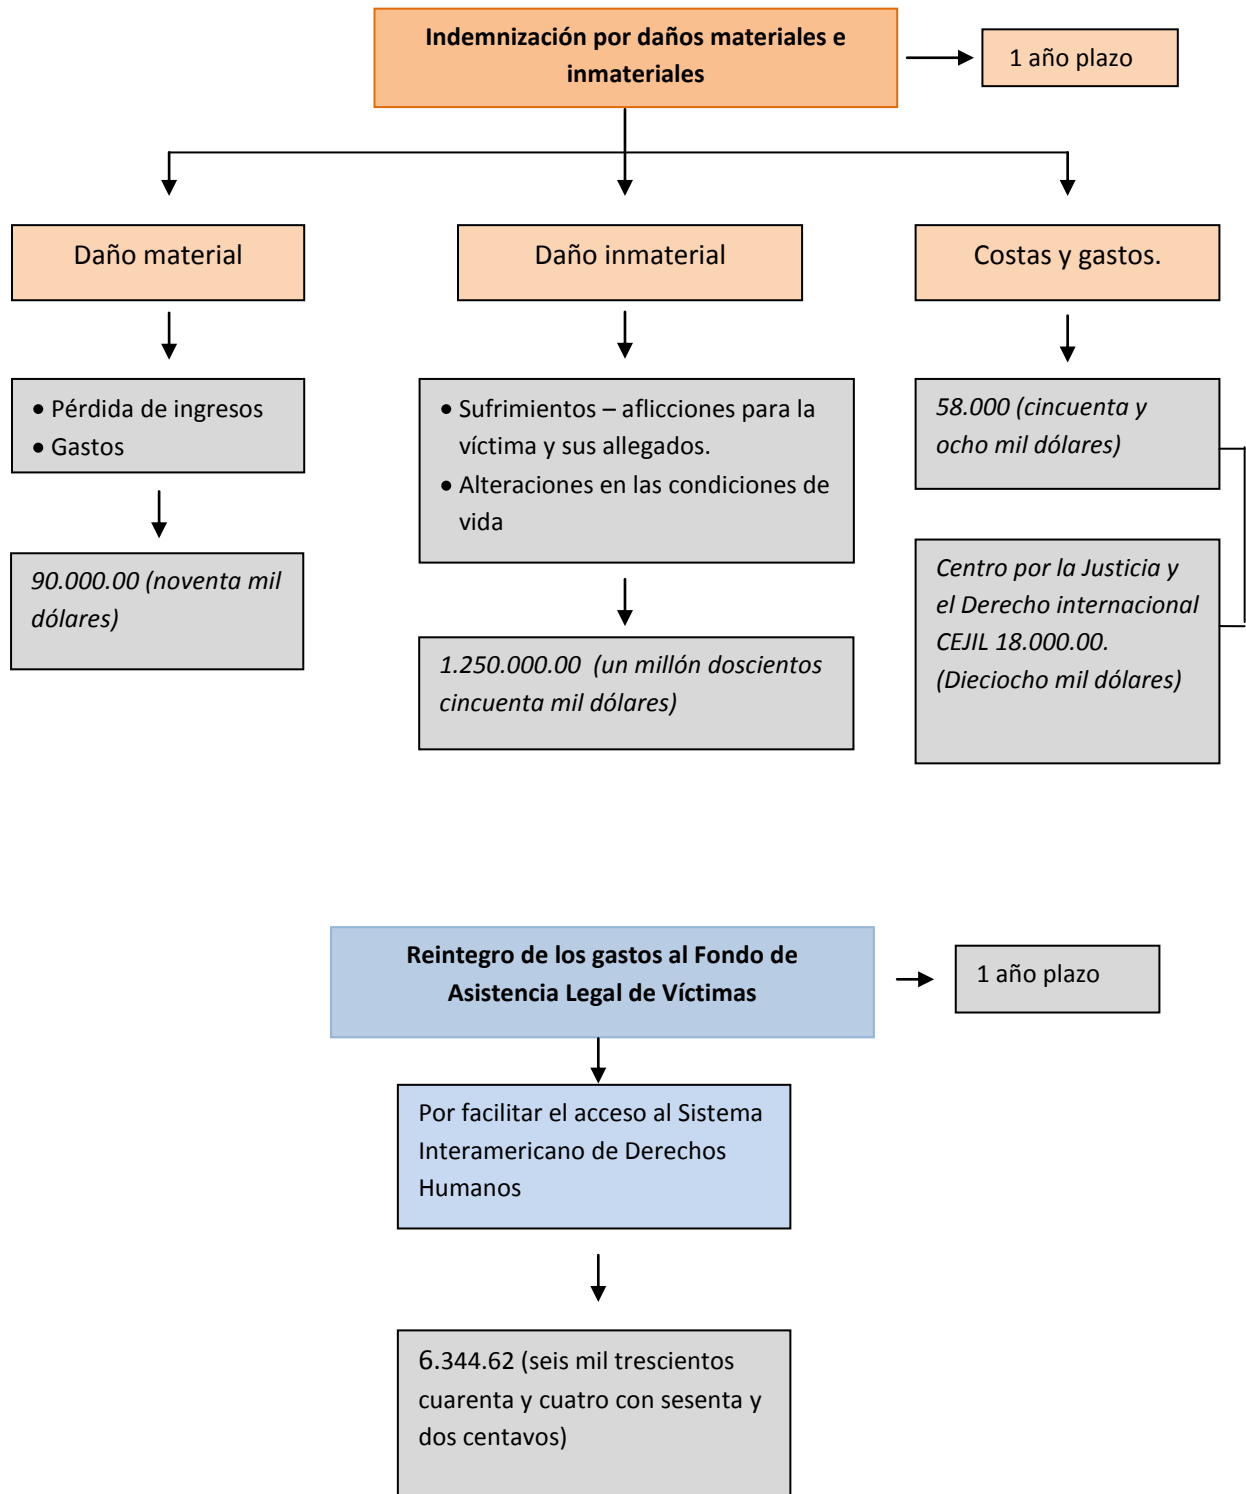 Indemnización por daños materiales e
inmateriales
1 año plazo
Daño material
Daño inmaterial
Costas y gastos.
• Pérdida de ingresos
• Gastos
• Sufrimientos – aflicciones para la
víctima y sus allegados.
• Alteraciones en las condiciones de
vida
58.000 (cincuenta y
ocho mil dólares)
90.000.00 (noventa mil
dólares)
1.250.000.00 (un millón doscientos
cincuenta mil dólares)
Centro por la Justicia y
el Derecho internacional
CEJIL 18.000.00.
(Dieciocho mil dólares)
Reintegro de los gastos al Fondo de
Asistencia Legal de Víctimas
1 año plazo
Por facilitar el acceso al Sistema
Interamericano de Derechos
Humanos
6.344.62 (seis mil trescientos
cuarenta y cuatro con sesenta y
dos centavos)